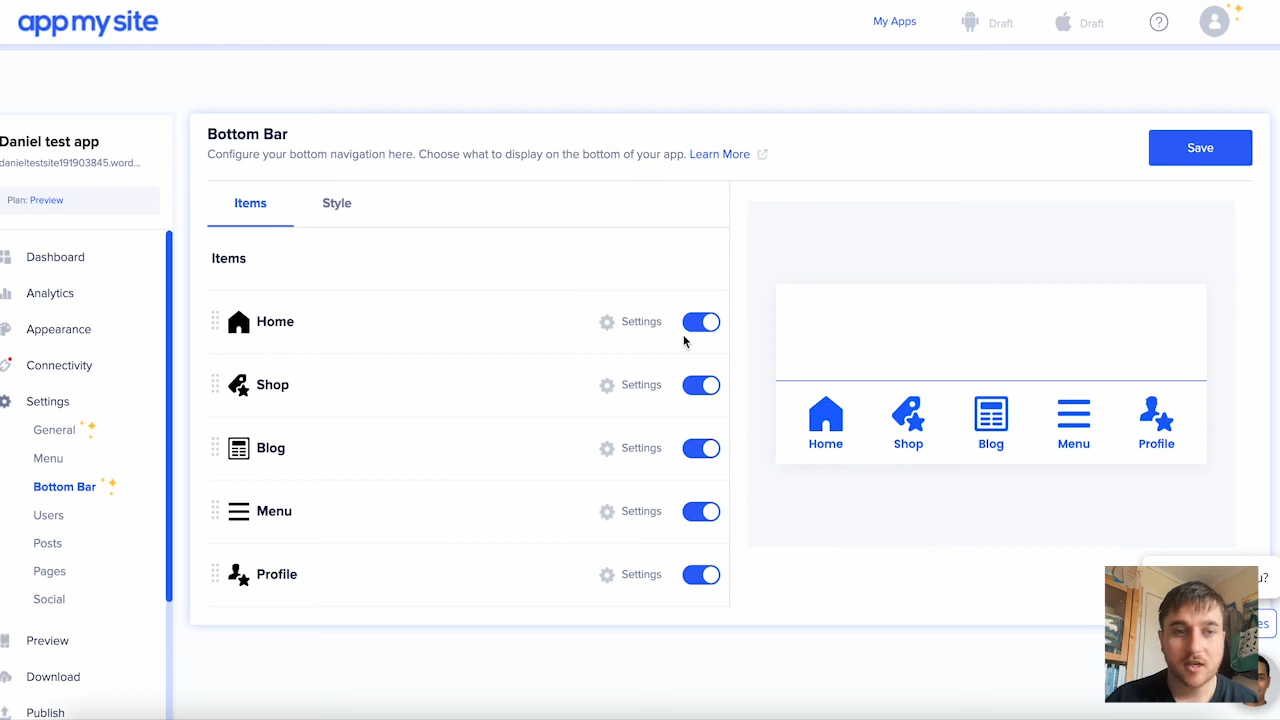 appmysite
My Apps
Draft
Draft
?
Daniel test app
danieltestsite191903845.word...
Plan: Preview
Dashboard
Analytics
Appearance
Connectivity
Settings
General
Menu
Bottom Bar
Users
Posts
Pages
Social
Preview
Download
Publish
Bottom Bar
Configure your bottom navigation here. Choose what to display on the bottom of your app. Learn More
Save
Items
Style
Items
Home
Settings
Shop
Settings
Blog
Settings
Menu
Settings
Profile
Settings
Home
Shop
Blog
Menu
Profile